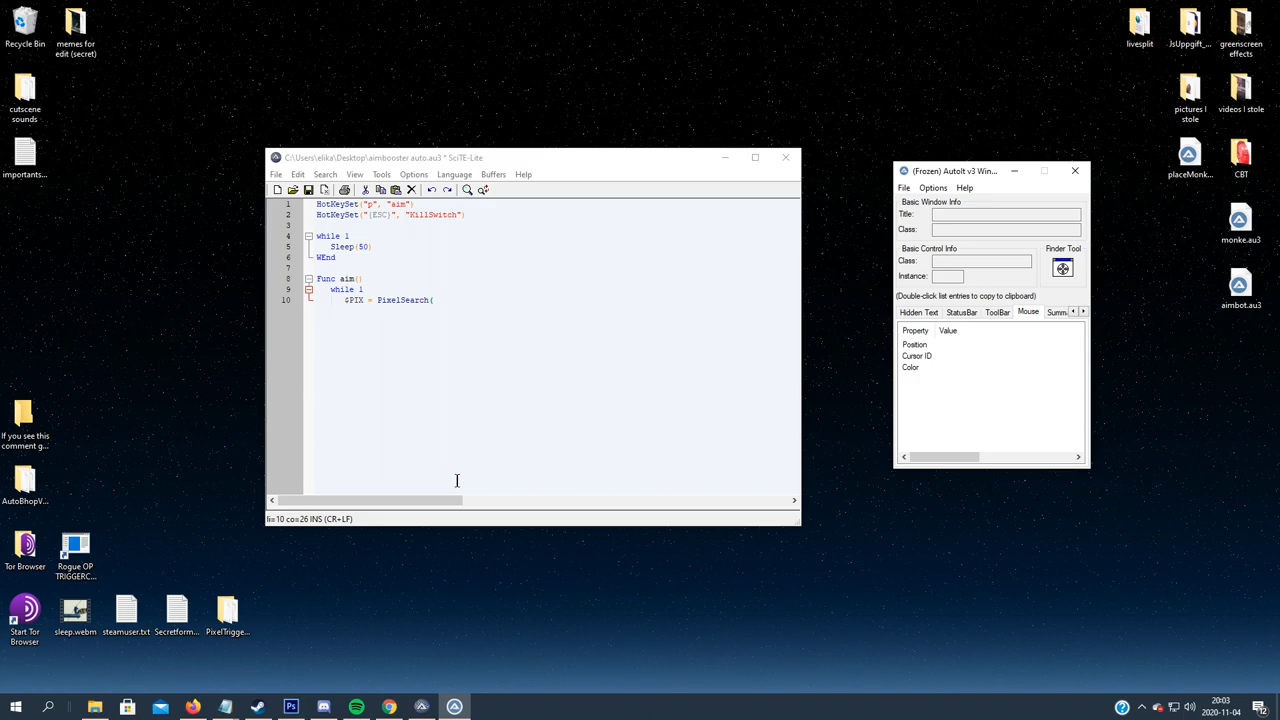 Recycle Bin
memes for
edit (secret)
cutscene
sounds
importants...
If you see this
comment g...
AutoBhopV...
Tor Browser
Rogue OP
TRIGGERC...
Start Tor
Browser
sleep.webm
steamuser.txt
Secretform...
PixelTrigge...
livesplit
JsUppgift_...
greenscreen
effects
pictures I
stole
videos I stole
placeMonk...
CBT
monke.au3
aimbot.au3
C:\Users\elika\Desktop\aimbooster auto.au3 * SciTE-Lite
File Edit Search View Tools Options Language Buffers Help
1 HotKeySet("p", "aim")
2 HotKeySet("{ESC}", "KillSwitch")
3
4 while 1
5 Sleep(50)
6 WEnd
7
8 Func aim()
9 while 1
10 $PIX = PixelSearch(
li=10 co=26 INS (CR+LF)
(Frozen) AutoIt v3 Win...
File Options Help
Basic Window Info
Title:
Class:
Basic Control Info
Finder Tool
Class:
Instance:
(Double-click list entries to copy to clipboard)
Hidden Text StatusBar ToolBar Mouse Summ
Property Value
Position
Cursor ID
Color
Ps
20:03
2020-11-04
12